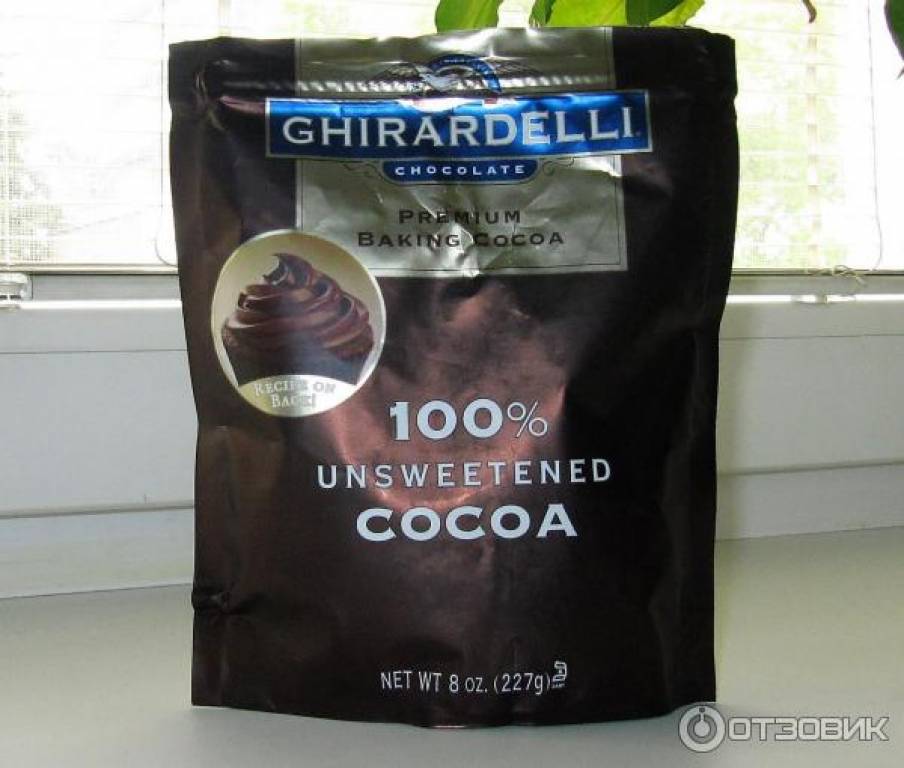 GHIRARDELLI
CHOCOLATE
PREMIUM
BAKING COCOA
RECIPE ON
BACK!
100%
UNSWEETENED
COCOA
NET WT 8 OZ. (227g)
ОТЗОВИК